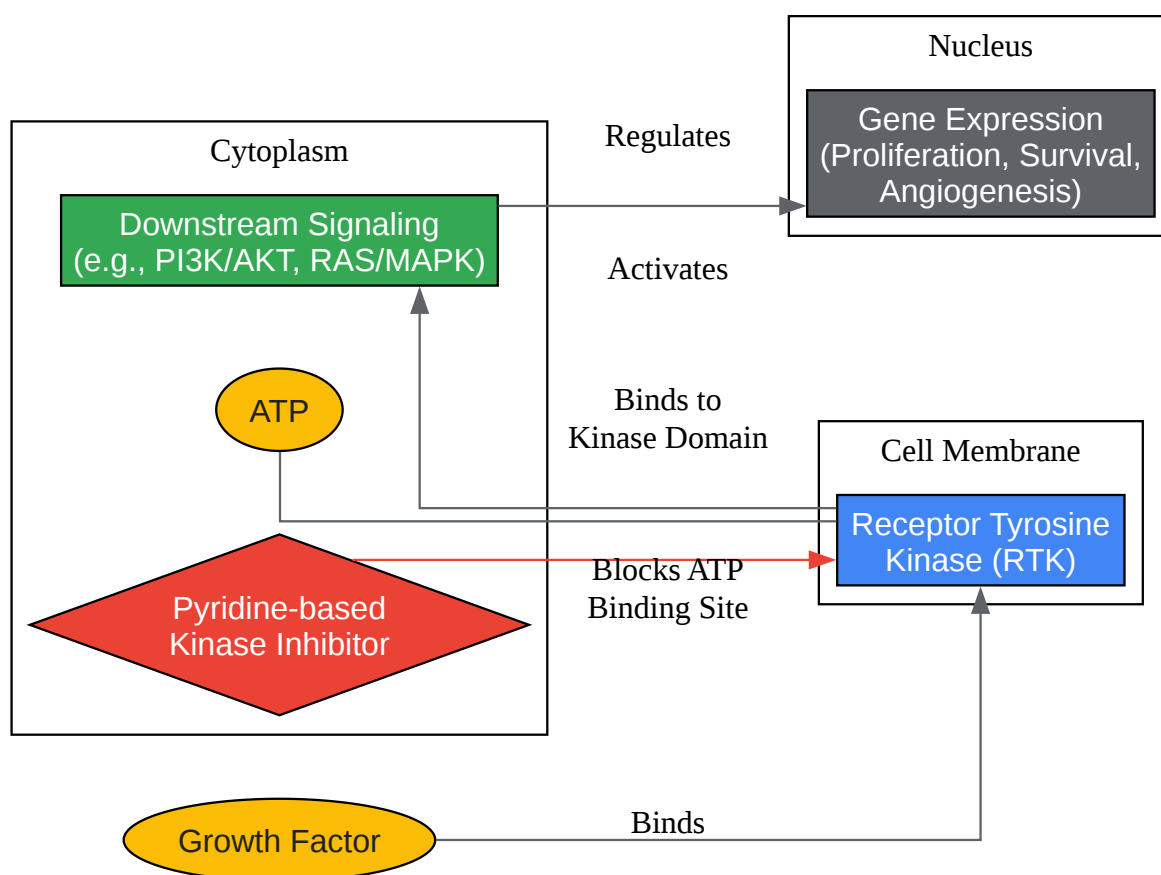 Nucleus
Gene Expression
(Proliferation, Survival,
Angiogenesis)
Regulates
Cytoplasm
Downstream Signaling
(e.g., PI3K/AKT, RAS/MAPK)
Activates
ATP
Binds to
Kinase Domain
Cell Membrane
Receptor Tyrosine
Kinase (RTK)
Blocks ATP
Binding Site
Pyridine-based
Kinase Inhibitor
Binds
Growth Factor